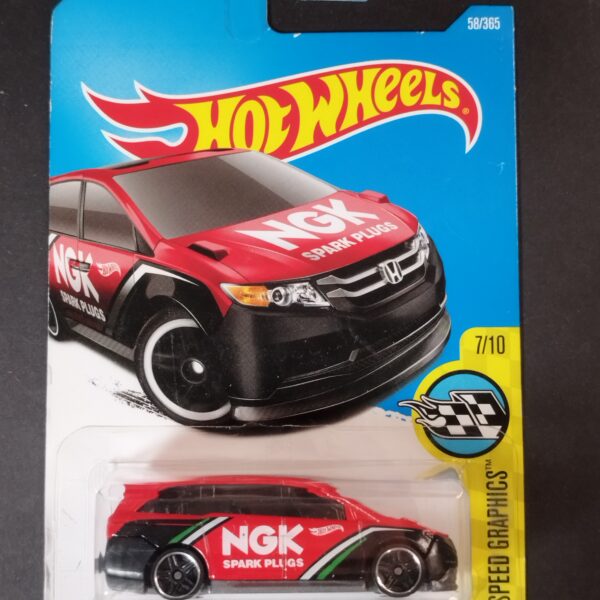 58/365
HOT WHEELS®
NGK
SPARK PLUGS
NGK
SPARK PLUGS
7/10
SPEED GRAPHICS™
NGK
SPARK PLUGS